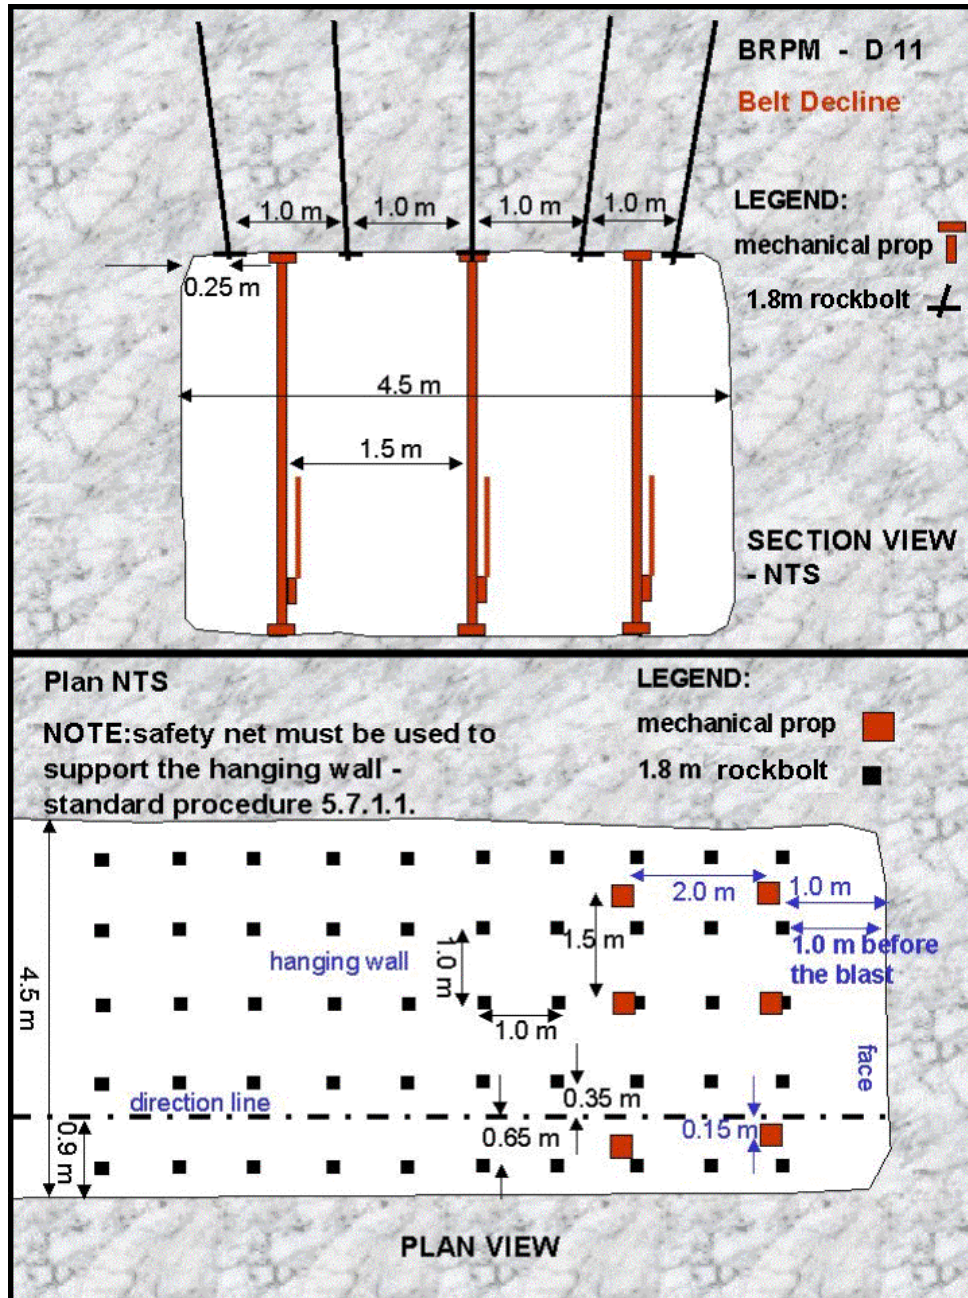 BRPM - D 11
Belt Decline
LEGEND:
mechanical prop
1.8m rockbolt
1.0 m
1.0 m
1.0 m
1.0 m
0.25 m
4.5 m
1.5 m
SECTION VIEW
- NTS
Plan NTS
NOTE:safety net must be used to
support the hanging wall -
standard procedure 5.7.1.1.
LEGEND:
mechanical prop
1.8 m rockbolt
2.0 m
1.0 m
1.5 m
1.0 m before
the blast
hanging wall
1.0 m
1.0 m
4.5 m
face
direction line
0.35 m
0.65 m
0.15 m
0.9 m
PLAN VIEW